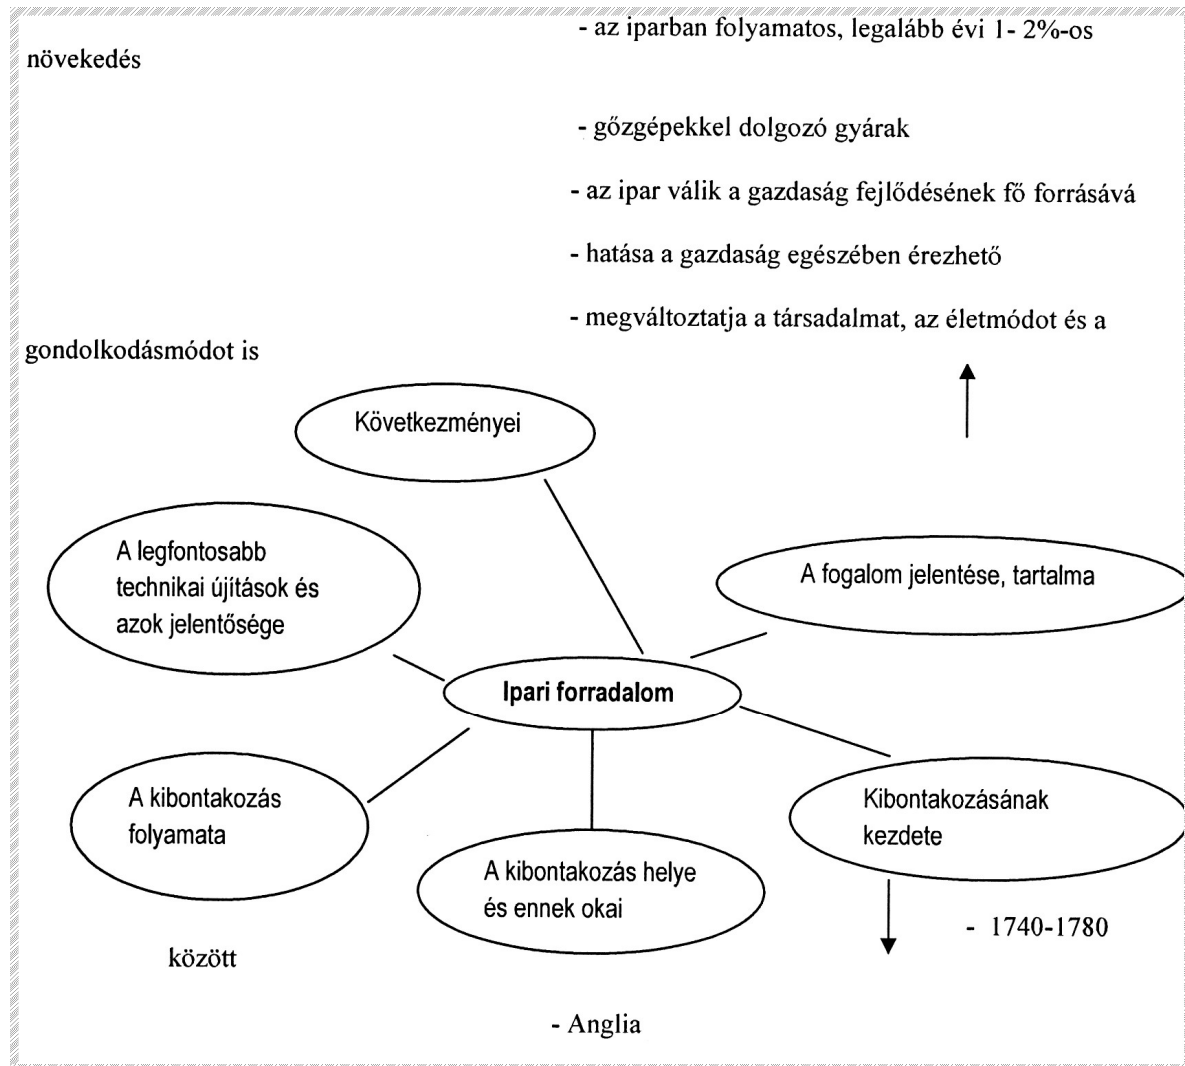 - az iparban folyamatos, legalább évi 1- 2%-os
növekedés
- gőzgépekkel dolgozó gyárak
- az ipar válik a gazdaság fejlődésének fő forrásává
- hatása a gazdaság egészében érezhető
- megváltoztatja a társadalmat, az életmódot és a
gondolkodásmódot is
Következményei
A legfontosabb
technikai újítások és
azok jelentősége
A fogalom jelentése, tartalma
Ipari forradalom
A kibontakozás
folyamata
A kibontakozás helye
és ennek okai
Kibontakozásának
kezdete
- 1740-1780
között
- Anglia